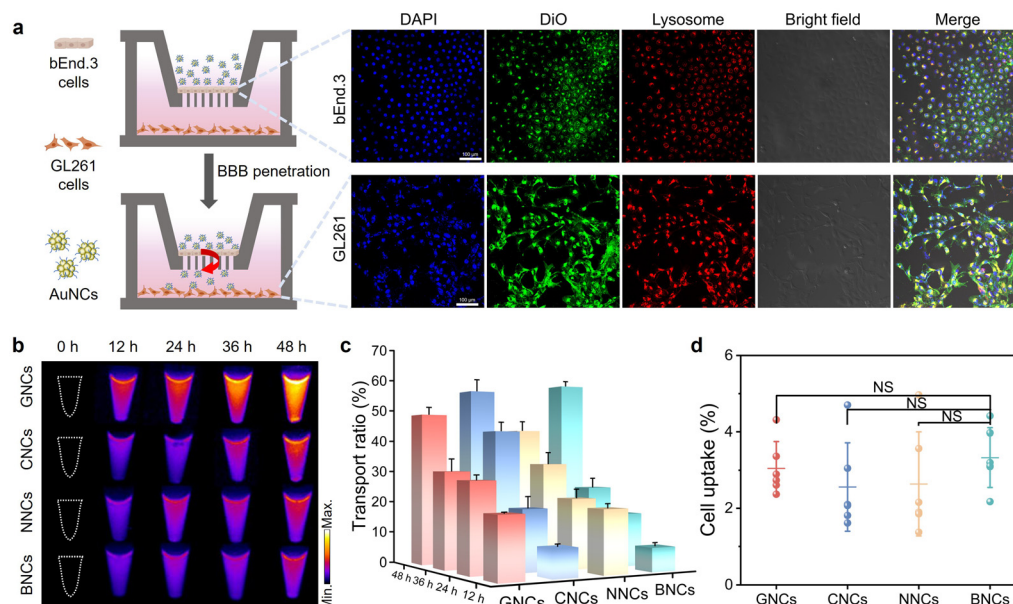 a
bEnd.3
cells
GL261
cells
BBB penetration
AuNCs
DAPI DiO Lysosome Bright field Merge
bEnd.3
100 μm
GL261
100 μm
b
0 h 12 h 24 h 36 h 48 h
GNCs
CNCs
NNCs
BNCs
Max.
Min.
c
Transport ratio (%)
70
60
50
40
30
20
10
0
48 h 36 h 24 h 12 h
GNCs CNCs NNCs BNCs
d
Cell uptake (%)
6
4
2
0
NS
NS
NS
GNCs CNCs NNCs BNCs